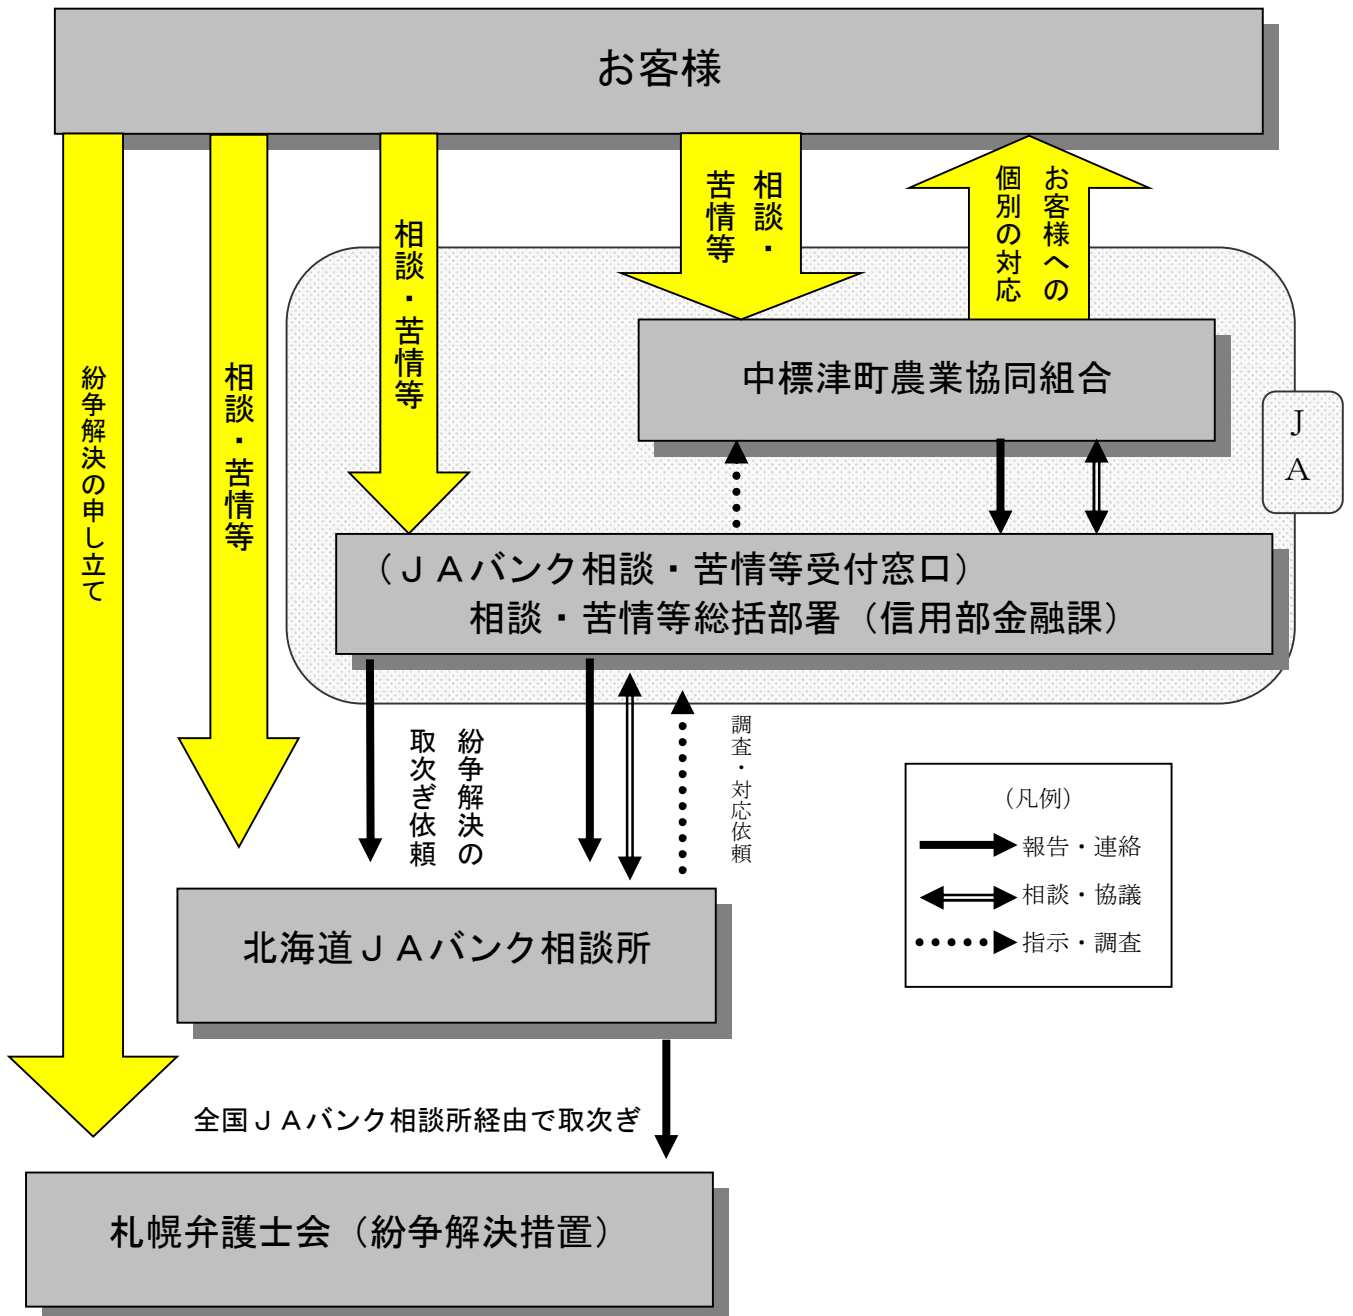 お客様
紛争解決の申し立て
相談・苦情等
相談・苦情等
相談・
苦情等
お客様への
個別の対応
中標津町農業協同組合
ＪＡ
（ＪＡバンク相談・苦情等受付窓口）
相談・苦情等総括部署（信用部金融課）
紛争解決の
取次ぎ依頼
調査・対応依頼
（凡例）
報告・連絡
相談・協議
指示・調査
北海道ＪＡバンク相談所
全国ＪＡバンク相談所経由で取次ぎ
札幌弁護士会（紛争解決措置）